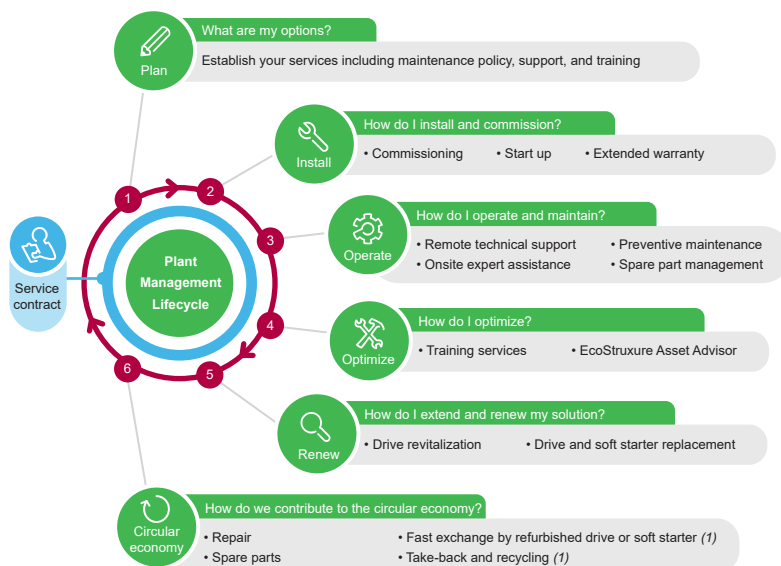 What are my options?
Plan
Establish your services including maintenance policy, support, and training
How do I install and commission?
Install
• Commissioning • Start up • Extended warranty
How do I operate and maintain?
Operate
• Remote technical support • Preventive maintenance
• Onsite expert assistance • Spare part management
How do I optimize?
Optimize
• Training services • EcoStruxure Asset Advisor
How do I extend and renew my solution?
Renew
• Drive revitalization • Drive and soft starter replacement
How do we contribute to the circular economy?
Circular
economy
• Repair • Fast exchange by refurbished drive or soft starter (1)
• Spare parts • Take-back and recycling (1)
1
2
3
4
5
6
Plant
Management
Lifecycle
Service
contract